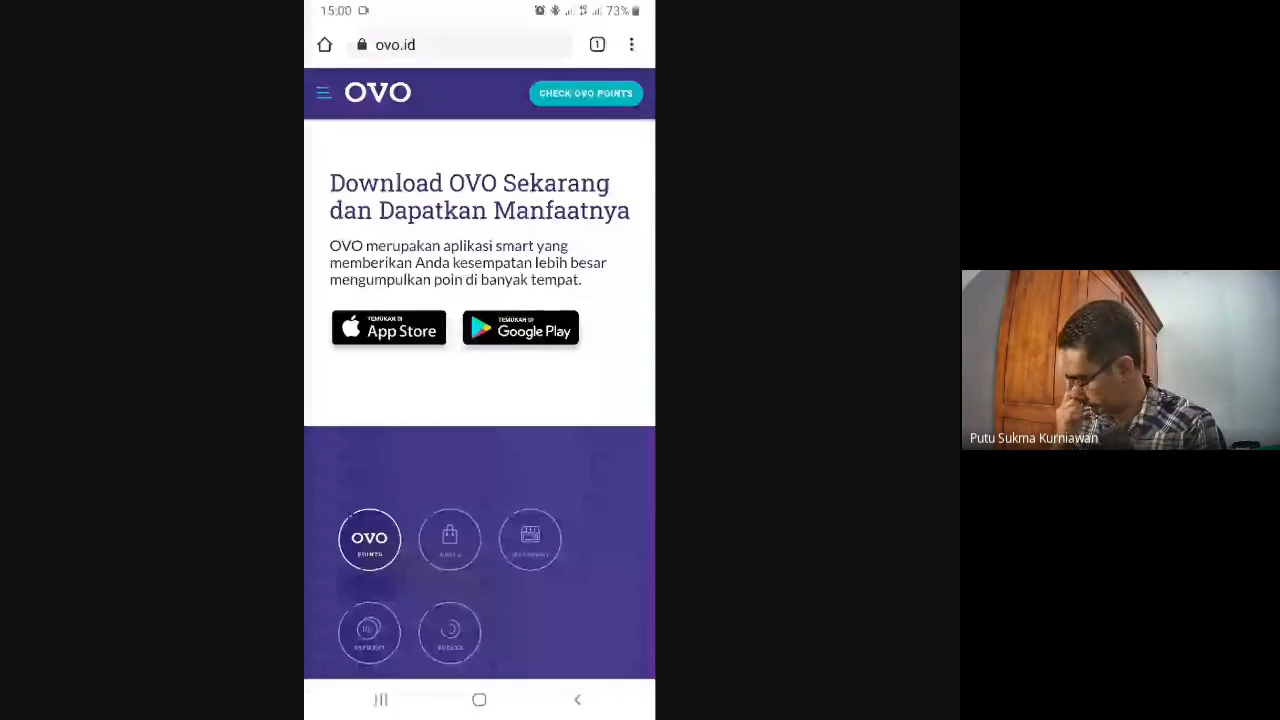 15:00
73%
ovo.id
1
OVO
CHECK OVO POINTS
Download OVO Sekarang
dan Dapatkan Manfaatnya
OVO merupakan aplikasi smart yang
memberikan Anda kesempatan lebih besar
mengumpulkan poin di banyak tempat.
TEMUKAN DI
App Store
TEMUKAN DI
Google Play
OVO
POINTS
Putu Sukma Kurniawan